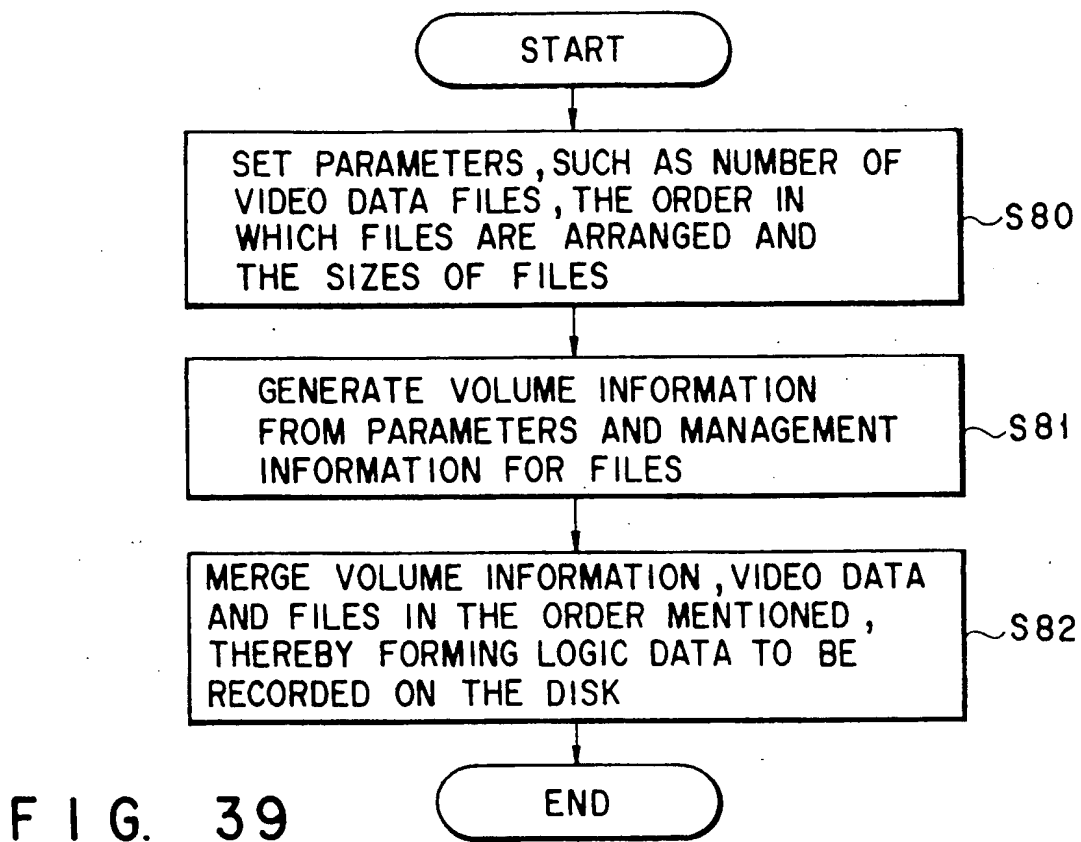 START
SET PARAMETERS, SUCH AS NUMBER OF
VIDEO DATA FILES, THE ORDER IN
WHICH FILES ARE ARRANGED AND
THE SIZES OF FILES
S80
GENERATE VOLUME INFORMATION
FROM PARAMETERS AND MANAGEMENT
INFORMATION FOR FILES
S81
MERGE VOLUME INFORMATION, VIDEO DATA
AND FILES IN THE ORDER MENTIONED,
THEREBY FORMING LOGIC DATA TO BE
RECORDED ON THE DISK
S82
END
FIG. 39